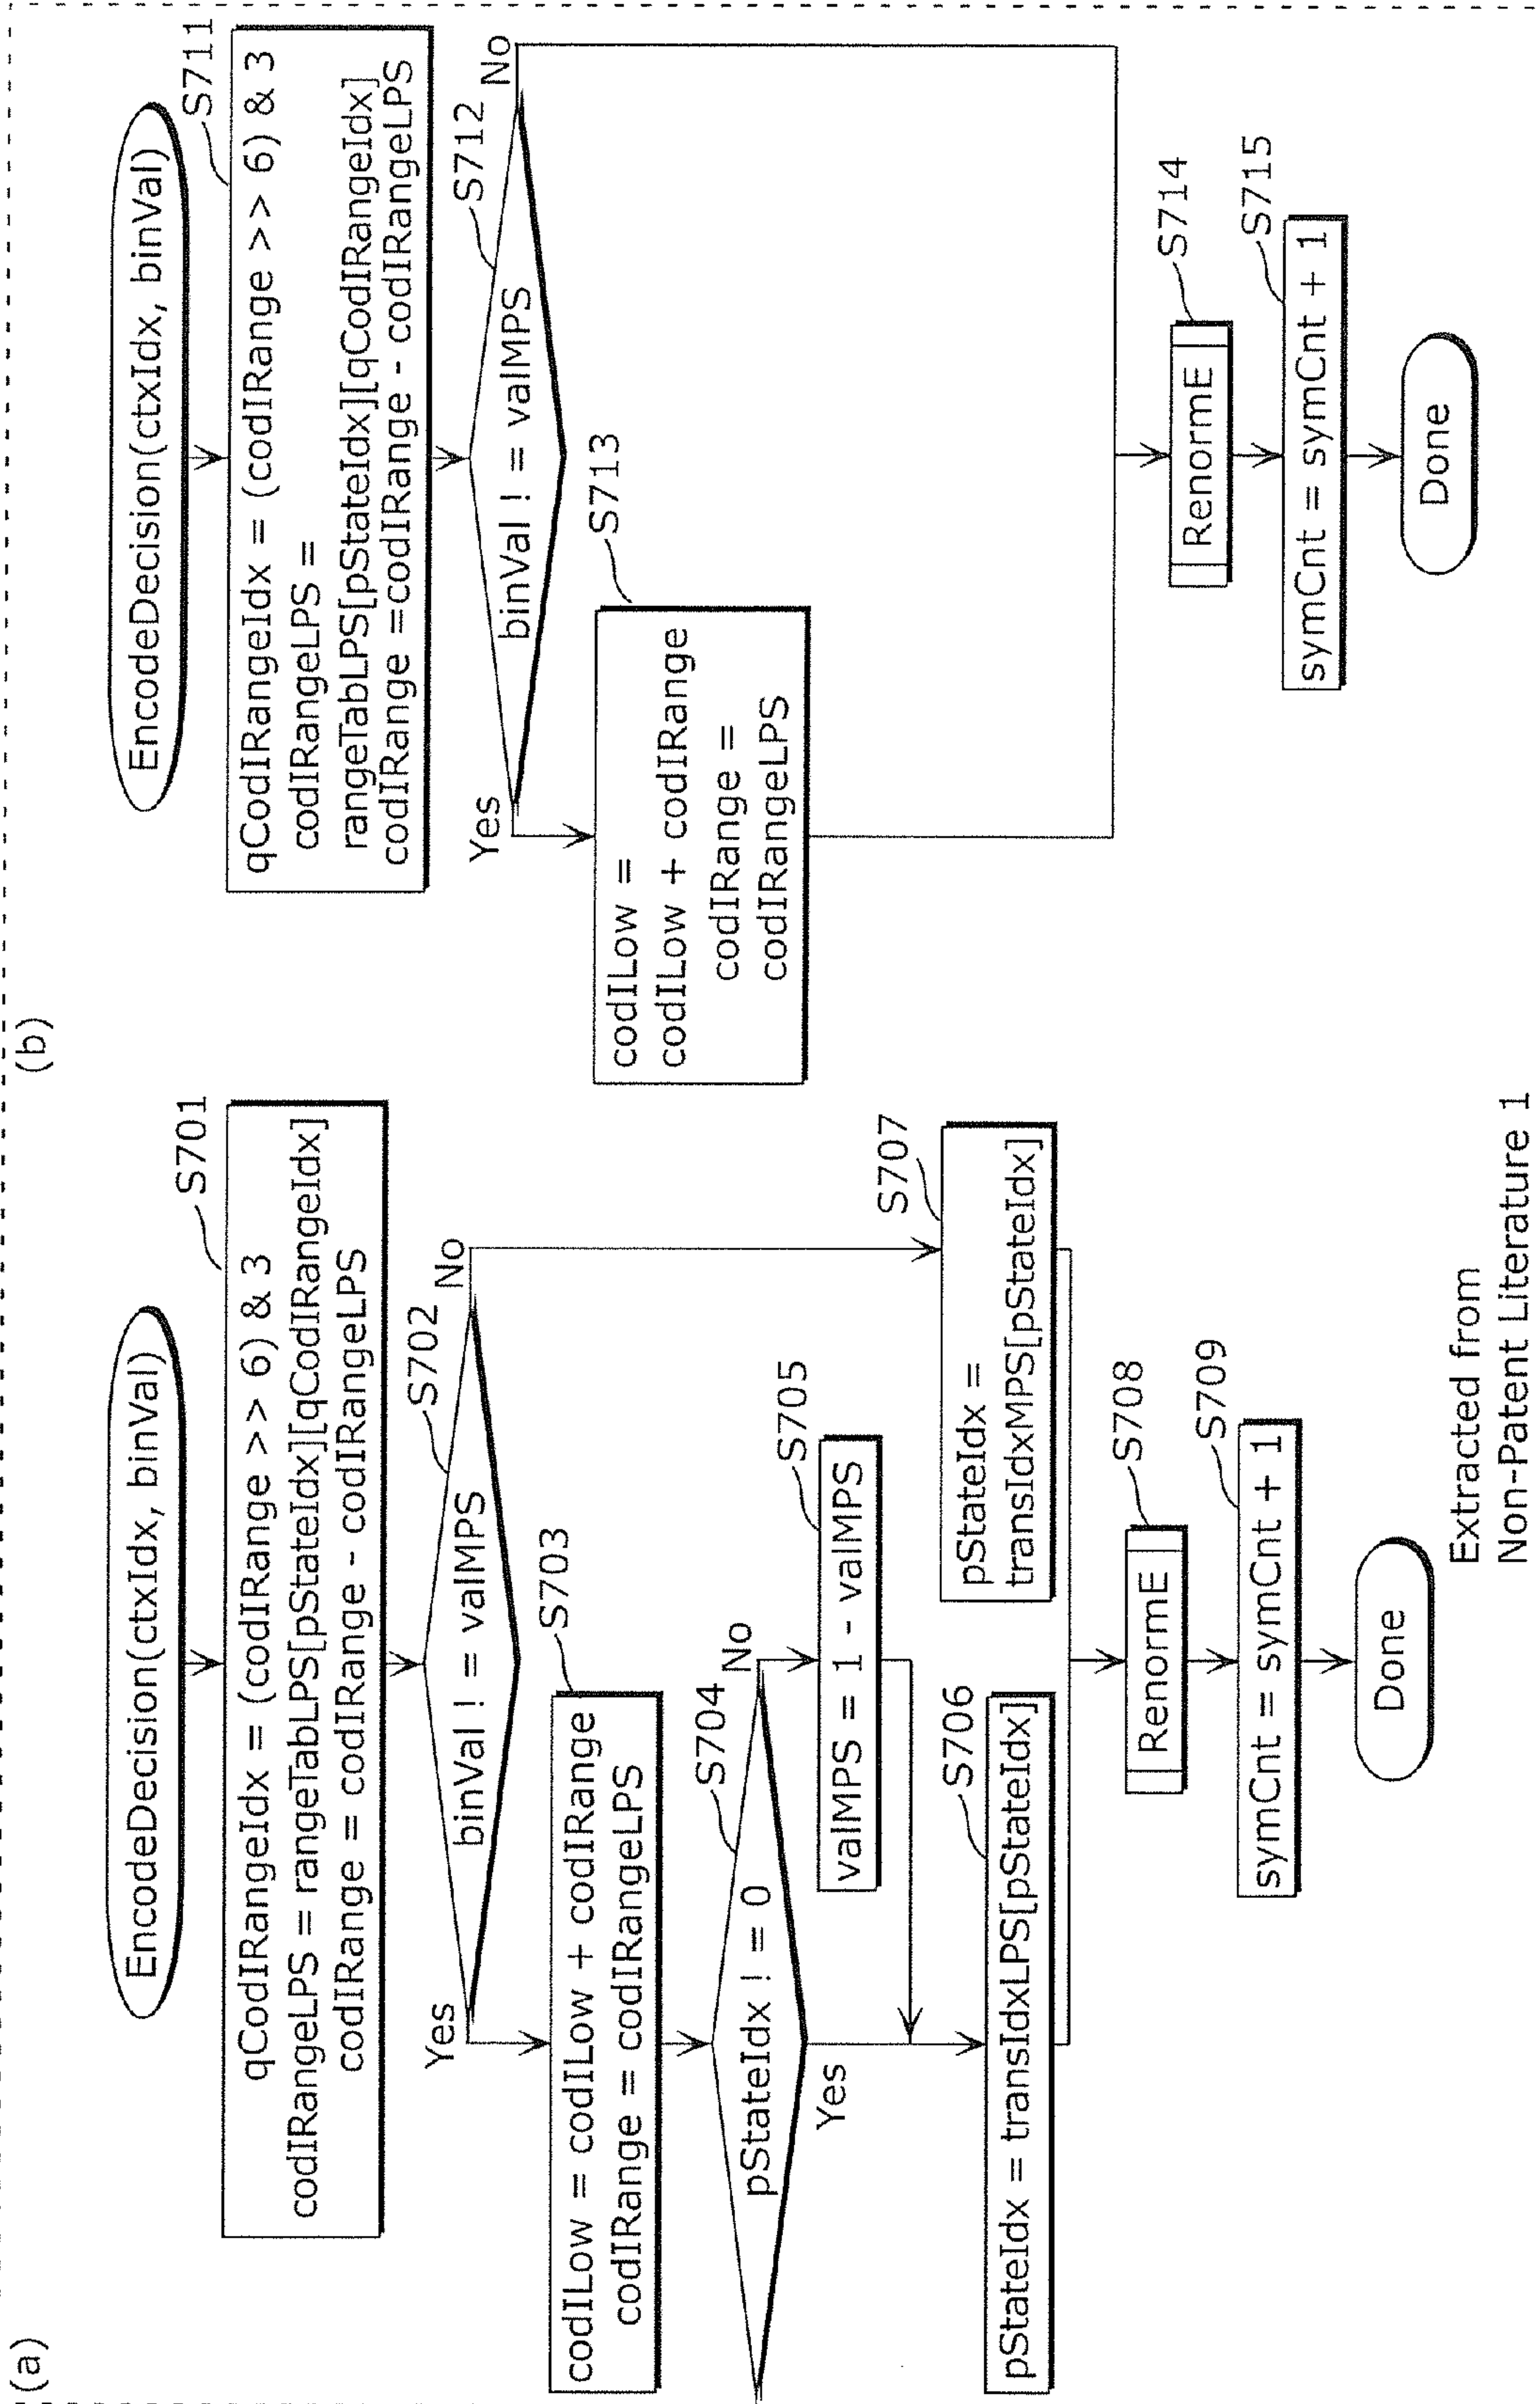 (a)
EncodeDecision(ctxIdx, binVal)
S701
qCodIRangeIdx = (codIRange >> 6) & 3
codIRangeLPS = rangeTabLPS[pStateIdx][qCodIRangeIdx]
codIRange = codIRange - codIRangeLPS
S702
binVal ! = valMPS
Yes
No
S703
codILow = codILow + codIRange
codIRange = codIRangeLPS
S704
pStateIdx ! = 0
No
Yes
S705
valMPS = 1 - valMPS
S706
pStateIdx = transIdxLPS[pStateIdx]
S707
pStateIdx =
transIdxMPS[pStateIdx]
S708
RenormE
S709
symCnt = symCnt + 1
Done
Extracted from
Non-Patent Literature 1
(b)
EncodeDecision(ctxIdx, binVal)
S711
qCodIRangeIdx = (codIRange >> 6) & 3
codIRangeLPS =
rangeTabLPS[pStateIdx][qCodIRangeIdx]
codIRange =codIRange - codIRangeLPS
S712
binVal ! = valMPS
Yes
No
S713
codILow =
codILow + codIRange
codIRange =
codIRangeLPS
S714
RenormE
S715
symCnt = symCnt + 1
Done